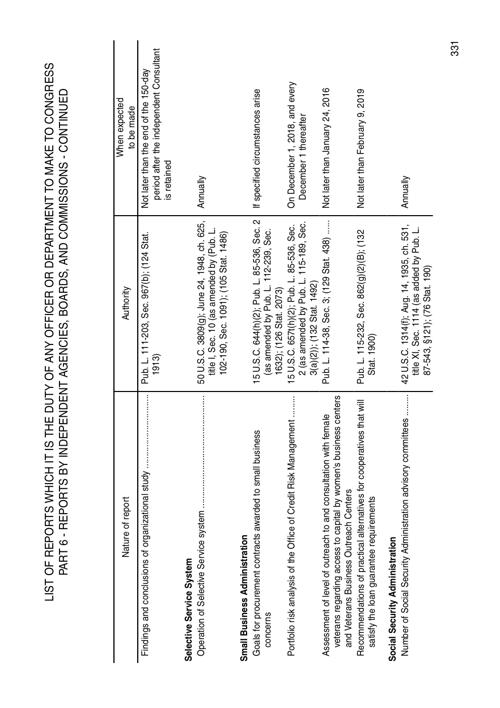 LIST OF REPORTS WHICH IT IS THE DUTY OF ANY OFFICER OR DEPARTMENT TO MAKE TO CONGRESS
PART 6 - REPORTS BY INDEPENDENT AGENCIES, BOARDS, AND COMMISSIONS - CONTINUED
Nature of report
Authority
When expected
to be made
Findings and conclusions of organizational study
Pub. L. 111-203, Sec. 967(b); (124 Stat.
1913)
Not later than the end of the 150-day
period after the Independent Consultant
is retained
Selective Service System
Operation of Selective Service system
50 U.S.C. 3809(g); June 24, 1948, ch. 625,
title I, Sec. 10 (as amended by (Pub. L.
102-190, Sec. 1091); (105 Stat. 1486)
Annually
Small Business Administration
Goals for procurement contracts awarded to small business
concerns
15 U.S.C. 644(h)(2); Pub. L. 85-536, Sec. 2
(as amended by Pub. L. 112-239, Sec.
1632); (126 Stat. 2073)
If specified circumstances arise
Portfolio risk analysis of the Office of Credit Risk Management
15 U.S.C. 657t(h)(2); Pub. L. 85-536, Sec.
2 (as amended by Pub. L. 115-189, Sec.
3(a)(2)); (132 Stat. 1492)
On December 1, 2018, and every
December 1 thereafter
Assessment of level of outreach to and consultation with female
veterans regarding access to capital by women's business centers
and Veterans Business Outreach Centers
Pub. L. 114-38, Sec. 3; (129 Stat. 438)
Not later than January 24, 2016
Recommendations of practical alternatives for cooperatives that will
satisfy the loan guarantee requirements
Pub. L. 115-232, Sec. 862(g)(2)(B); (132
Stat. 1900)
Not later than February 9, 2019
Social Security Administration
Number of Social Security Administration advisory committees
42 U.S.C. 1314(f); Aug. 14, 1935, ch. 531,
title XI, Sec. 1114 (as added by Pub. L.
87-543, §121); (76 Stat. 190)
Annually
331